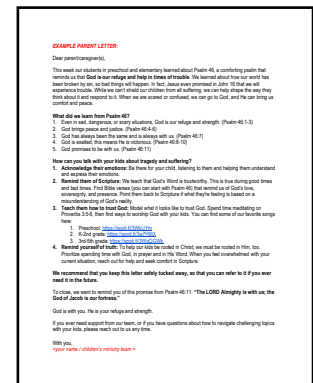 EXAMPLE PARENT LETTER:
Dear parent/caregiver(s),
This week our students in preschool and elementary learned about Psalm 46, a comforting psalm that
reminds us that God is our refuge and help in times of trouble. We learned about how our world has
been broken by sin, so bad things will happen. In fact, Jesus even promised in John 16 that we will
experience trouble. While we can't shield our children from all suffering, we can help shape the way they
think about it and respond to it. When we are scared or confused, we can go to God, and He can bring us
comfort and peace.
What did we learn from Psalm 46?
1. Even in sad, dangerous, or scary situations, God is our refuge and strength. (Psalm 46:1-3)
2. God brings peace and justice. (Psalm 46:4-6)
3. God has always been the same and is always with us. (Psalm 46:7)
4. God is exalted; this means He is victorious. (Psalm 46:8-10)
5. God promises to be with us. (Psalm 46:11)
How can you talk with your kids about tragedy and suffering?
1. Acknowledge their emotions: Be there for your child, listening to them and helping them understand
and express their emotions.
2. Remind them of Scripture: We teach that God's Word is trustworthy. This is true during good times
and bad times. Find Bible verses (you can start with Psalm 46) that remind us of God's love,
sovereignty, and presence. Point them back to Scripture if what they're feeling is based on a
misunderstanding of God's reality.
3. Teach them how to trust God: Model what it looks like to trust God. Spend time meditating on
Proverbs 3:5-6, then find ways to worship God with your kids. You can find some of our favorite songs
here:
1. Preschool:
2. K-2nd grade:
3. 3rd-5th grade:
4. Remind yourself of truth: To help our kids be rooted in Christ, we must be rooted in Him, too.
Prioritize spending time with God, in prayer and in His Word. When you feel overwhelmed with your
current situation, reach out for help and seek comfort in Scripture.
We recommend that you keep this letter safely tucked away, so that you can refer to it if you ever
need it in the future.
To close, we want to remind you of this promise from Psalm 46:11: "The LORD Almighty is with us; the
God of Jacob is our fortress."
God is with you. He is your refuge and strength.
If you ever need support from our team, or if you have questions about how to navigate challenging topics
with your kids, please reach out to us any time.
With you,
<your name / children's ministry team >